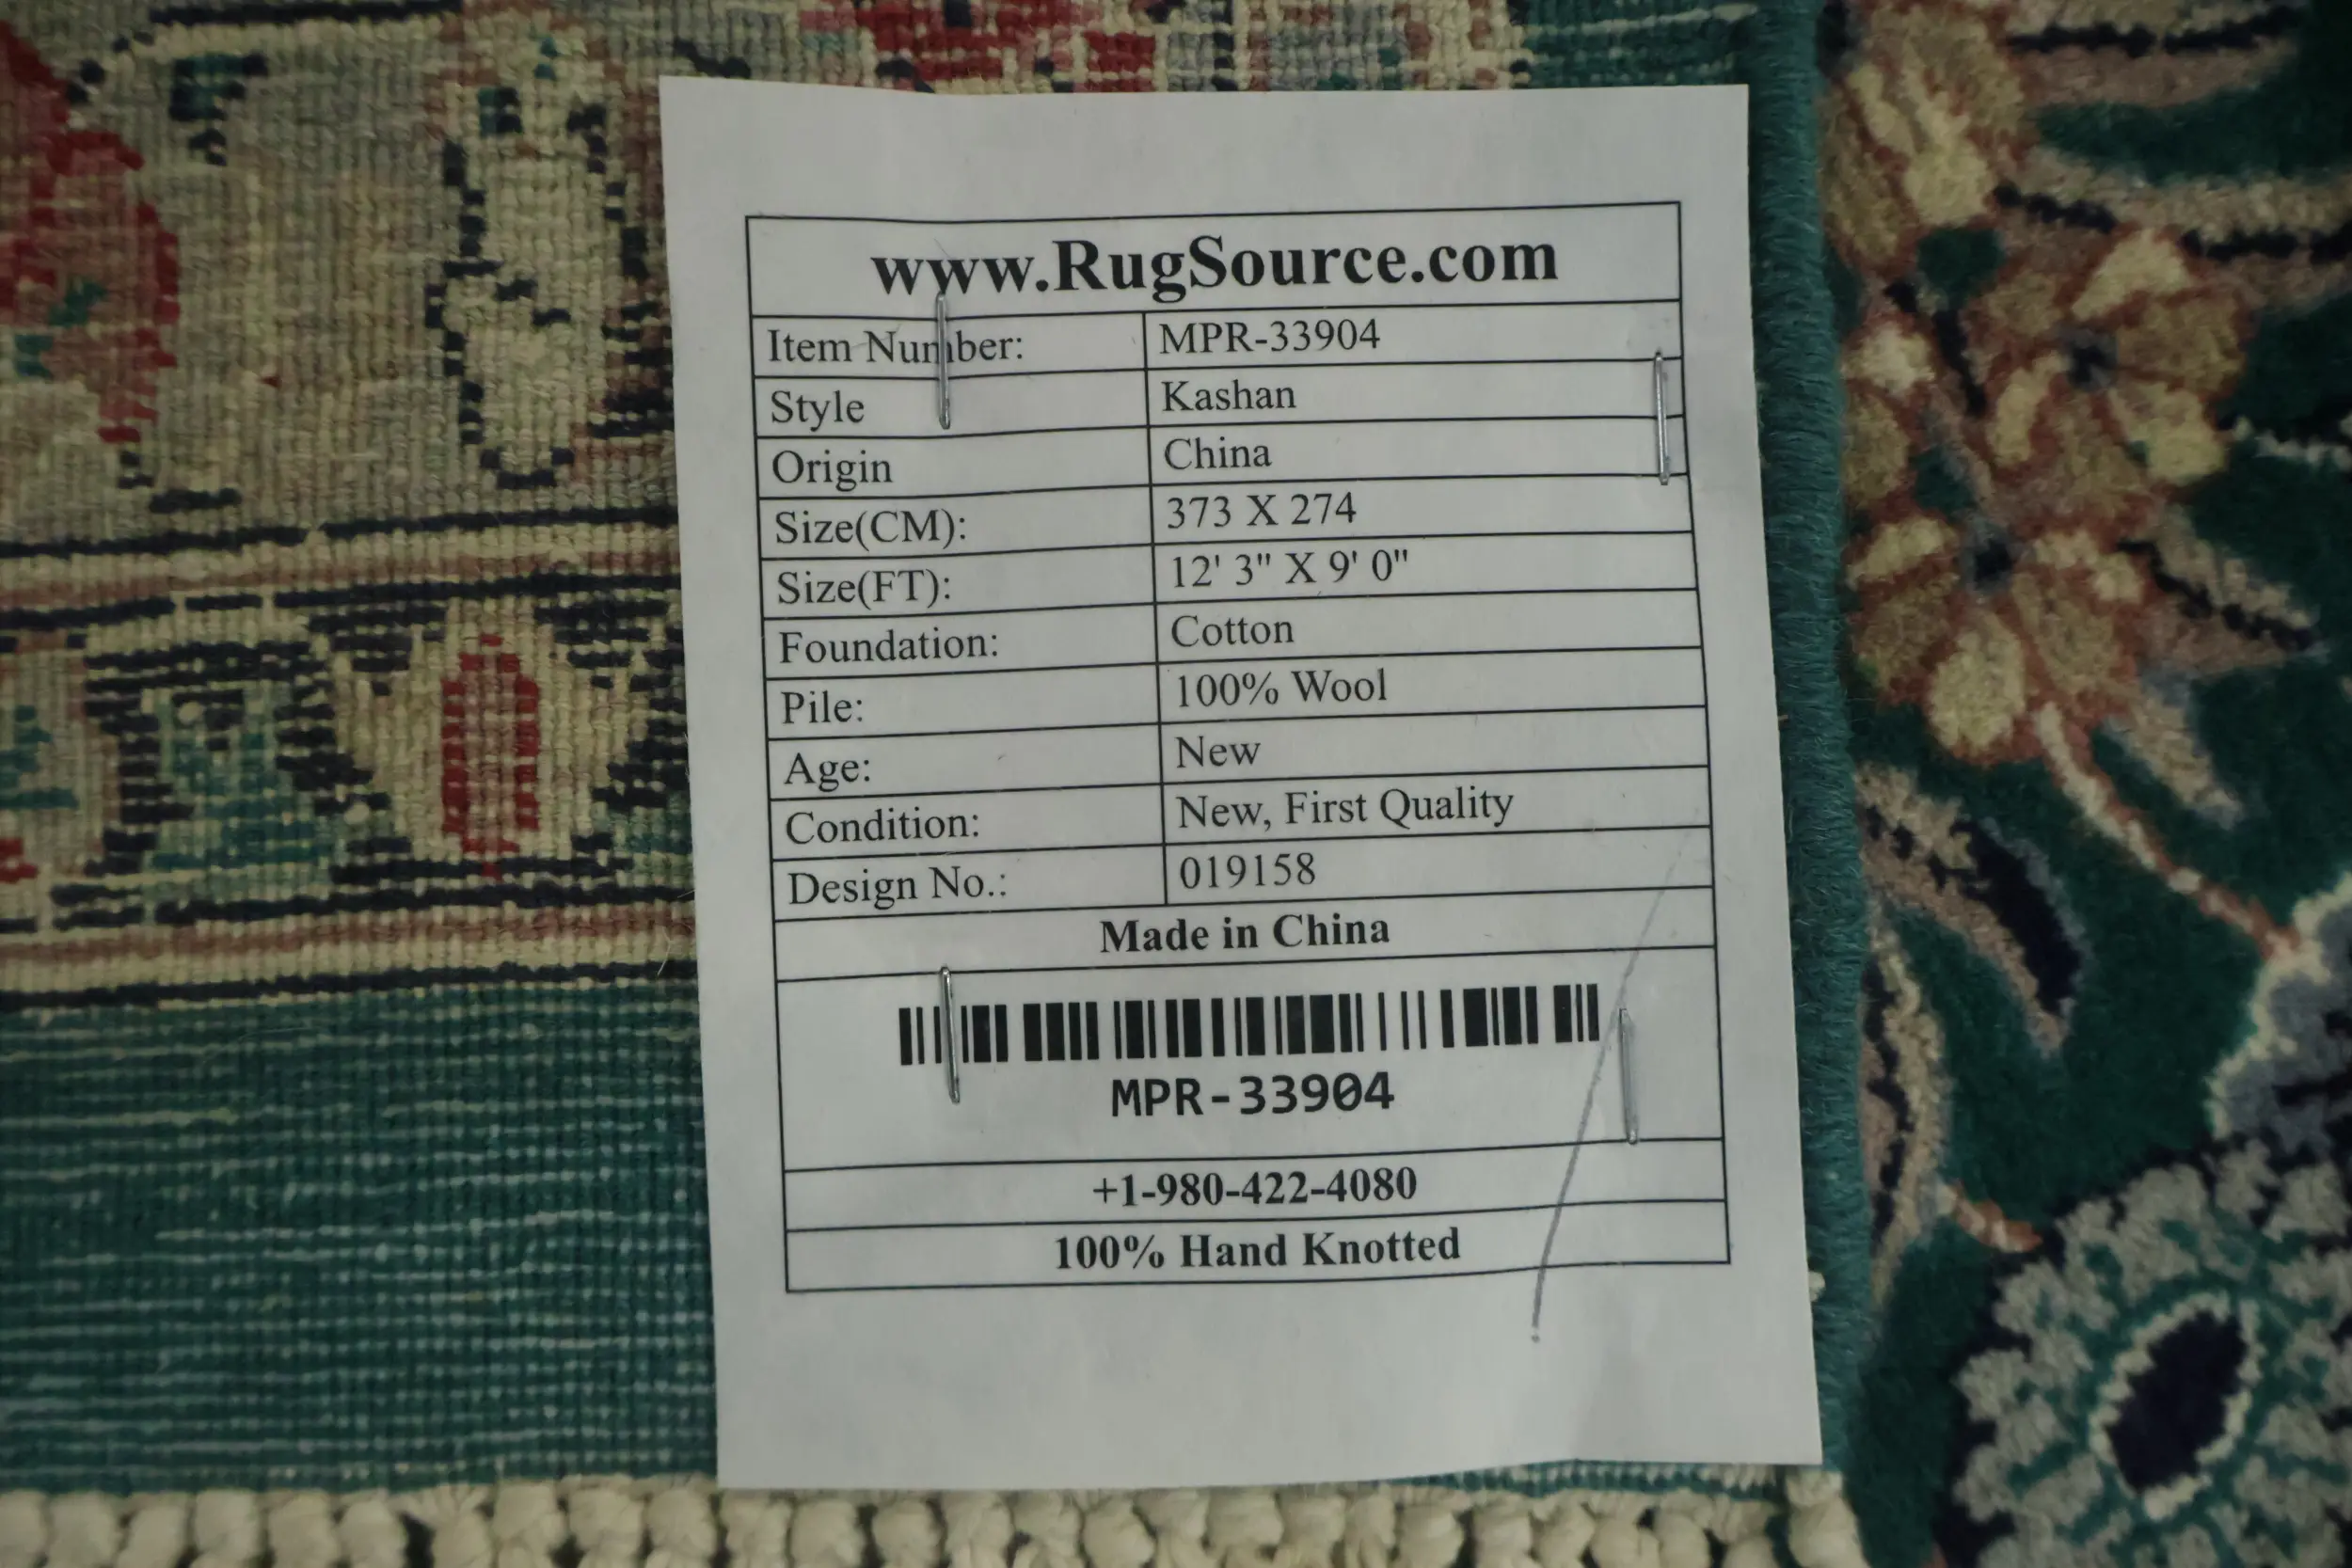 www.RugSource.com
Item Number: MPR-33904
Style Kashan
Origin China
Size(CM): 373 X 274
Size(FT): 12' 3" X 9' 0"
Foundation: Cotton
Pile: 100% Wool
Age: New
Condition: New, First Quality
Design No.: 019158
Made in China
MPR-33904
+1-980-422-4080
100% Hand Knotted